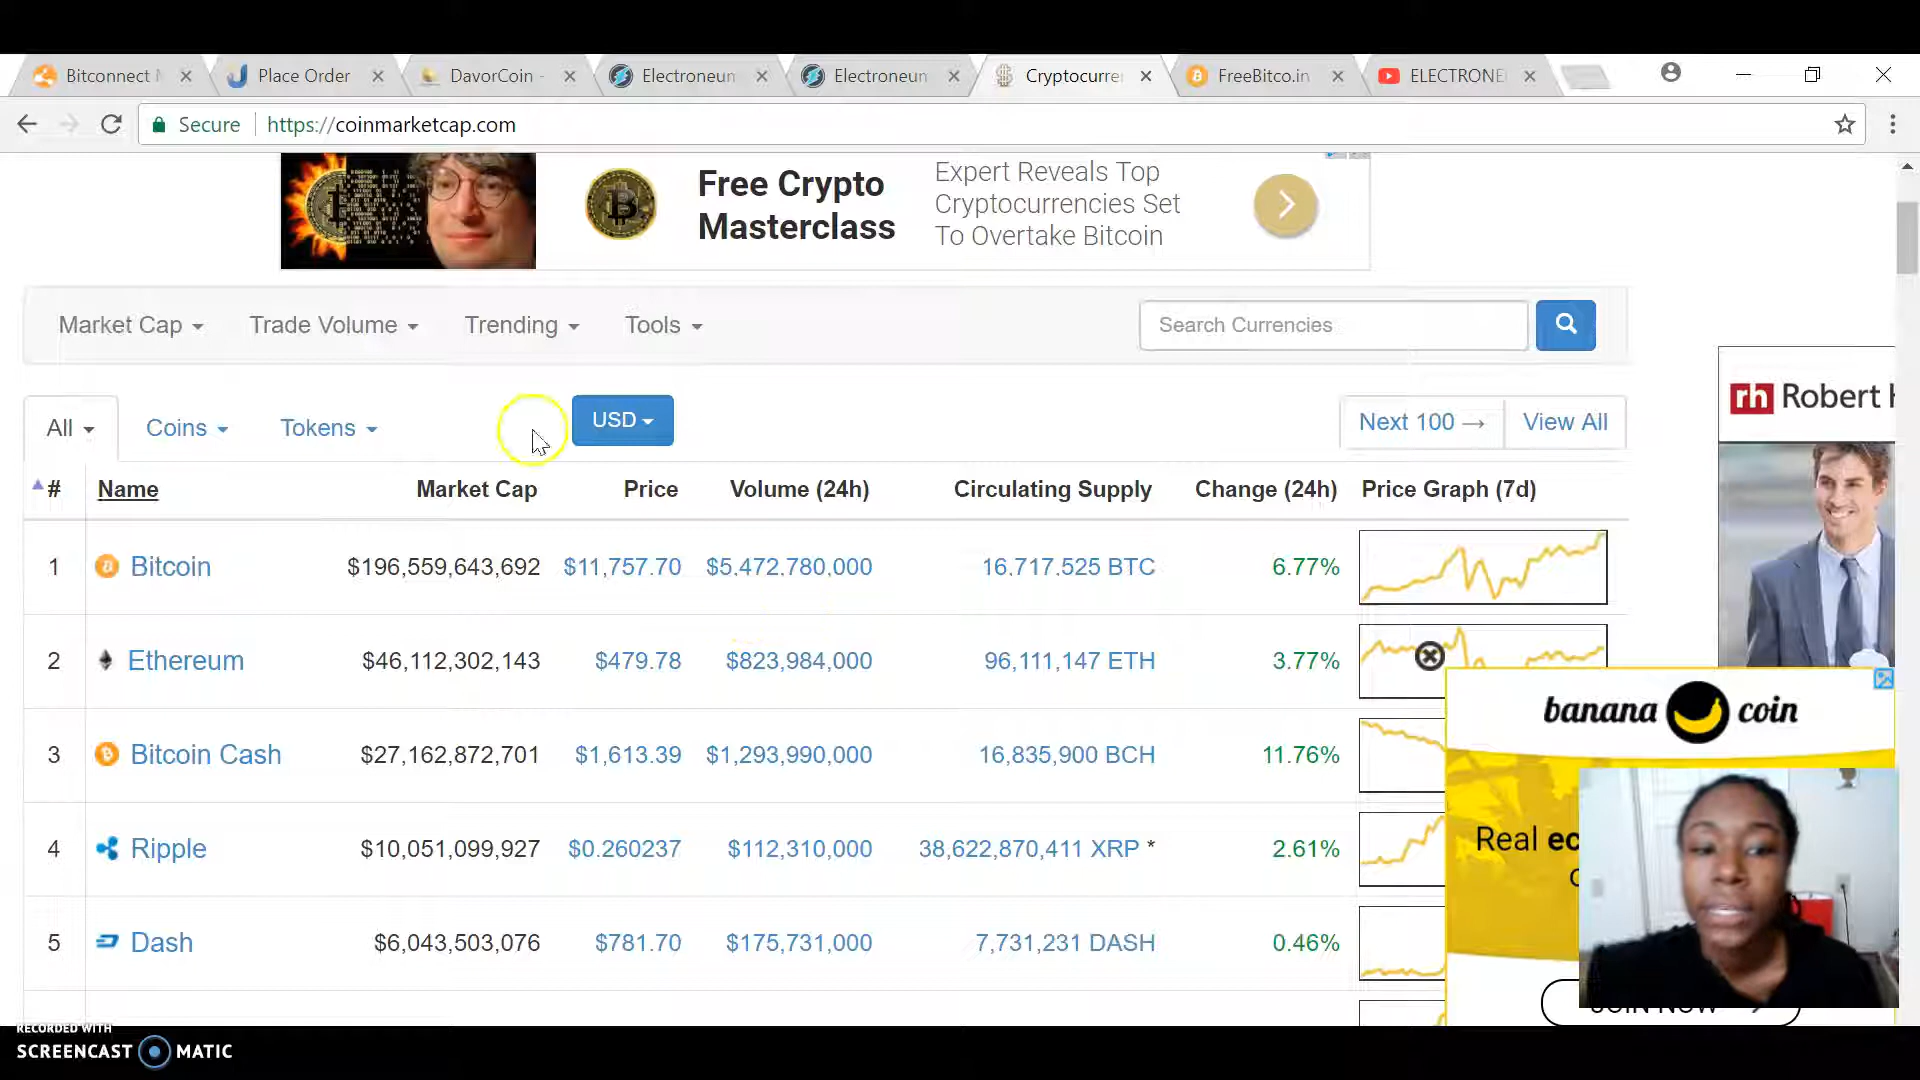 Bitconnect
Place Order
DavorCoin -
Electroneum
Electroneum
Cryptocurre
FreeBitco.in
ELECTRONE
Secure
https://coinmarketcap.com
Free Crypto
Masterclass
Expert Reveals Top
Cryptocurrencies Set
To Overtake Bitcoin
Market Cap
Trade Volume
Trending
Tools
Search Currencies
rh Robert
All
Coins
Tokens
USD
Next 100 →
View All
# Name Market Cap Price Volume (24h) Circulating Supply Change (24h) Price Graph (7d)
1 Bitcoin $196,559,643,692 $11,757.70 $5,472,780,000 16,717,525 BTC 6.77%
2 Ethereum $46,112,302,143 $479.78 $823,984,000 96,111,147 ETH 3.77%
3 Bitcoin Cash $27,162,872,701 $1,613.39 $1,293,990,000 16,835,900 BCH 11.76%
4 Ripple $10,051,099,927 $0.260237 $112,310,000 38,622,870,411 XRP * 2.61%
5 Dash $6,043,503,076 $781.70 $175,731,000 7,731,231 DASH 0.46%
banana coin
Real ec
JOIN NOW
RECORDED WITH
SCREENCAST MATIC